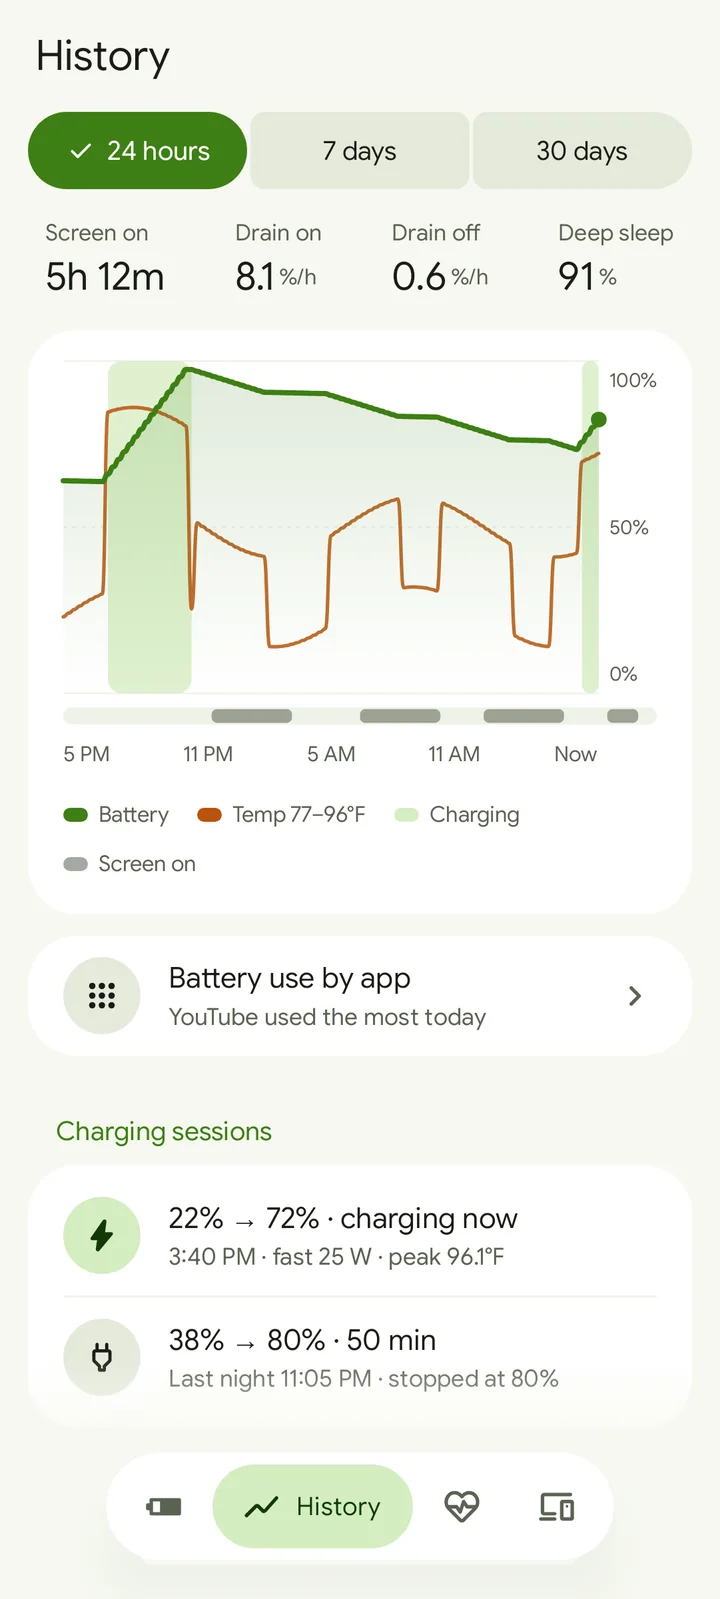 History
24 hours
7 days
30 days
Screen on
Drain on
Drain off
Deep sleep
5h 12m
8.1 %/h
0.6 %/h
91 %
100%
50%
0%
5 PM
11 PM
5 AM
11 AM
Now
Battery
Temp 77–96°F
Charging
Screen on
Battery use by app
YouTube used the most today
Charging sessions
22% → 72% · charging now
3:40 PM · fast 25 W · peak 96.1°F
38% → 80% · 50 min
Last night 11:05 PM · stopped at 80%
History